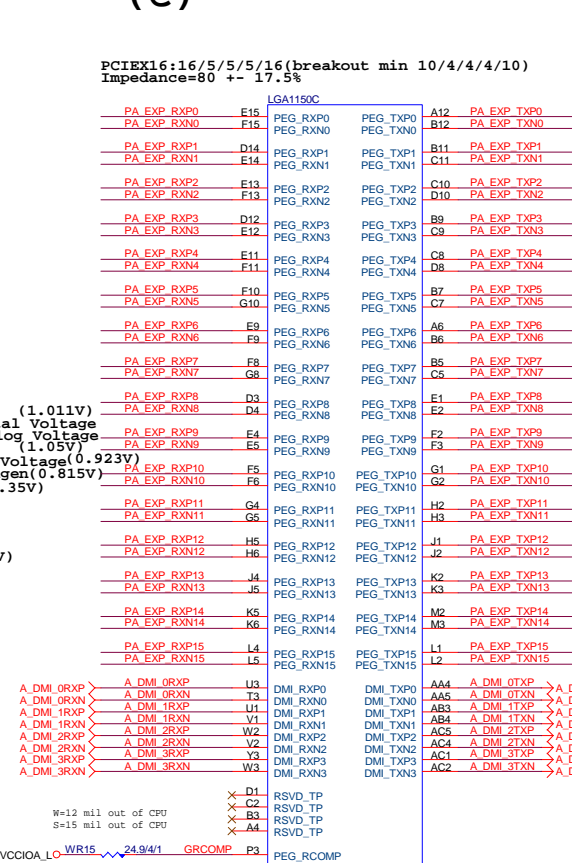 (C)
PCIEX16:16/5/5/5/16(breakout min 10/4/4/4/10)
Impedance=80 +- 17.5%
LGA1150C
PA_EXP_RXP0 E15 PEG_RXP0 PEG_TXP0 A12 PA_EXP_TXP0
PA_EXP_RXN0 F15 PEG_RXN0 PEG_TXN0 B12 PA_EXP_TXN0
PA_EXP_RXP1 D14 PEG_RXP1 PEG_TXP1 B11 PA_EXP_TXP1
PA_EXP_RXN1 E14 PEG_RXN1 PEG_TXN1 C11 PA_EXP_TXN1
PA_EXP_RXP2 E13 PEG_RXP2 PEG_TXP2 C10 PA_EXP_TXP2
PA_EXP_RXN2 F13 PEG_RXN2 PEG_TXN2 D10 PA_EXP_TXN2
PA_EXP_RXP3 D12 PEG_RXP3 PEG_TXP3 B9 PA_EXP_TXP3
PA_EXP_RXN3 E12 PEG_RXN3 PEG_TXN3 C9 PA_EXP_TXN3
PA_EXP_RXP4 E11 PEG_RXP4 PEG_TXP4 C8 PA_EXP_TXP4
PA_EXP_RXN4 F11 PEG_RXN4 PEG_TXN4 D8 PA_EXP_TXN4
PA_EXP_RXP5 F10 PEG_RXP5 PEG_TXP5 B7 PA_EXP_TXP5
PA_EXP_RXN5 G10 PEG_RXN5 PEG_TXN5 C7 PA_EXP_TXN5
PA_EXP_RXP6 E9 PEG_RXP6 PEG_TXP6 A6 PA_EXP_TXP6
PA_EXP_RXN6 F9 PEG_RXN6 PEG_TXN6 B6 PA_EXP_TXN6
PA_EXP_RXP7 F8 PEG_RXP7 PEG_TXP7 B5 PA_EXP_TXP7
PA_EXP_RXN7 G8 PEG_RXN7 PEG_TXN7 C5 PA_EXP_TXN7
PA_EXP_RXP8 D3 PEG_RXP8 PEG_TXP8 E1 PA_EXP_TXP8
(1.011V) PA_EXP_RXN8 D4 PEG_RXN8 PEG_TXN8 E2 PA_EXP_TXN8
al Voltage
log Voltage PA_EXP_RXP9 E4 PEG_RXP9 PEG_TXP9 F2 PA_EXP_TXP9
(1.05V) PA_EXP_RXN9 E5 PEG_RXN9 PEG_TXN9 F3 PA_EXP_TXN9
Voltage(0.923V)
gen(0.815V) PA_EXP_RXP10 F5 PEG_RXP10 PEG_TXP10 G1 PA_EXP_TXP10
.35V) PA_EXP_RXN10 F6 PEG_RXN10 PEG_TXN10 G2 PA_EXP_TXN10
PA_EXP_RXP11 G4 PEG_RXP11 PEG_TXP11 H2 PA_EXP_TXP11
PA_EXP_RXN11 G5 PEG_RXN11 PEG_TXN11 H3 PA_EXP_TXN11
PA_EXP_RXP12 H5 PEG_RXP12 PEG_TXP12 J1 PA_EXP_TXP12
V) PA_EXP_RXN12 H6 PEG_RXN12 PEG_TXN12 J2 PA_EXP_TXN12
PA_EXP_RXP13 J4 PEG_RXP13 PEG_TXP13 K2 PA_EXP_TXP13
PA_EXP_RXN13 J5 PEG_RXN13 PEG_TXN13 K3 PA_EXP_TXN13
PA_EXP_RXP14 K5 PEG_RXP14 PEG_TXP14 M2 PA_EXP_TXP14
PA_EXP_RXN14 K6 PEG_RXN14 PEG_TXN14 M3 PA_EXP_TXN14
PA_EXP_RXP15 L4 PEG_RXP15 PEG_TXP15 L1 PA_EXP_TXP15
PA_EXP_RXN15 L5 PEG_RXN15 PEG_TXN15 L2 PA_EXP_TXN15
A_DMI_0RXP A_DMI_0RXP U3 DMI_RXP0 DMI_TXP0 AA4 A_DMI_0TXP A_D
A_DMI_0RXN A_DMI_0RXN T3 DMI_RXN0 DMI_TXN0 AA5 A_DMI_0TXN A_D
A_DMI_1RXP A_DMI_1RXP U1 DMI_RXP1 DMI_TXP1 AB3 A_DMI_1TXP A_D
A_DMI_1RXN A_DMI_1RXN V1 DMI_RXN1 DMI_TXN1 AB4 A_DMI_1TXN A_D
A_DMI_2RXP A_DMI_2RXP W2 DMI_RXP2 DMI_TXP2 AC5 A_DMI_2TXP A_D
A_DMI_2RXN A_DMI_2RXN V2 DMI_RXN2 DMI_TXN2 AC4 A_DMI_2TXN A_D
A_DMI_3RXP A_DMI_3RXP Y3 DMI_RXP3 DMI_TXP3 AC1 A_DMI_3TXP A_D
A_DMI_3RXN A_DMI_3RXN W3 DMI_RXN3 DMI_TXN3 AC2 A_DMI_3TXN A_D
D1 RSVD_TP
C2 RSVD_TP
W=12 mil out of CPU B3 RSVD_TP
S=15 mil out of CPU A4 RSVD_TP
VCCIOA_L WR15 24.9/4/1 GRCOMP P3 PEG_RCOMP